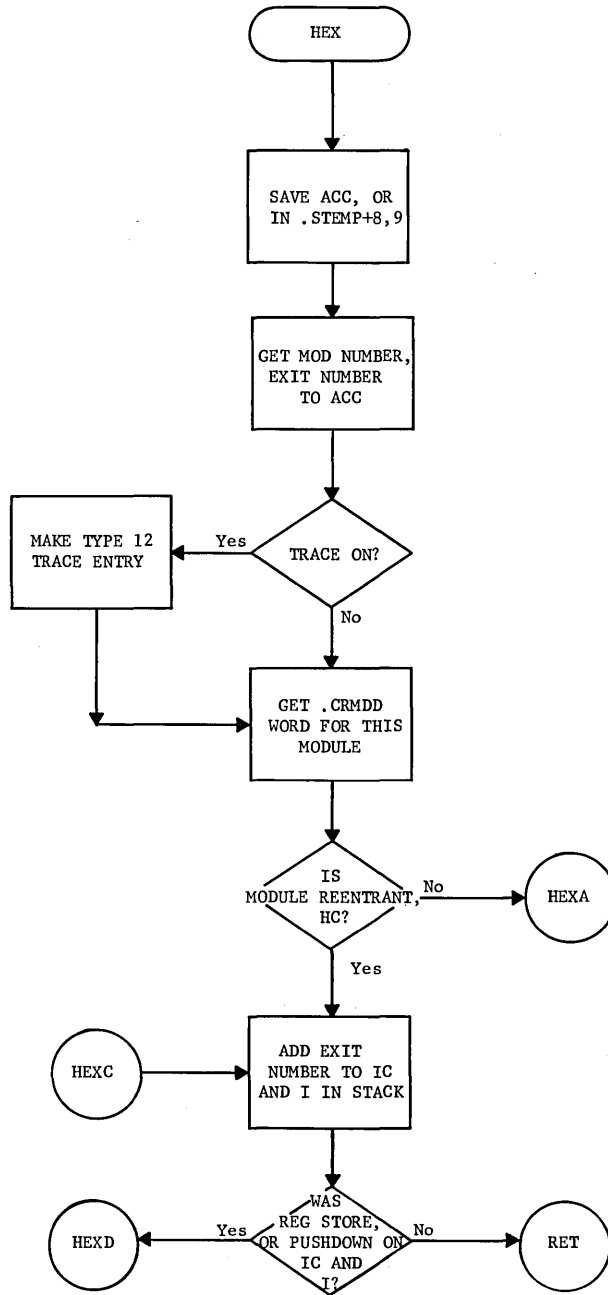 HEX
SAVE ACC, OR
IN .STEMP+8,9
GET MOD NUMBER,
EXIT NUMBER
TO ACC
MAKE TYPE 12
TRACE ENTRY
Yes
TRACE ON?
No
GET .CRMDD
WORD FOR THIS
MODULE
IS
MODULE REENTRANT,
HC?
No
HEXA
Yes
HEXC
ADD EXIT
NUMBER TO IC
AND I IN STACK
HEXD
Yes
WAS
REG STORE,
OR PUSHDOWN ON
IC AND
I?
No
RET